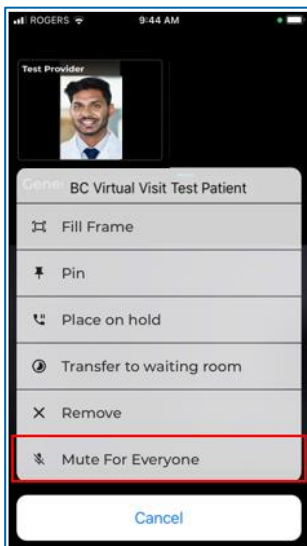 ROGERS 9:44 AM
Test Provider
BC Virtual Visit Test Patient
Fill Frame
Pin
Place on hold
Transfer to waiting room
Remove
Mute For Everyone
Cancel